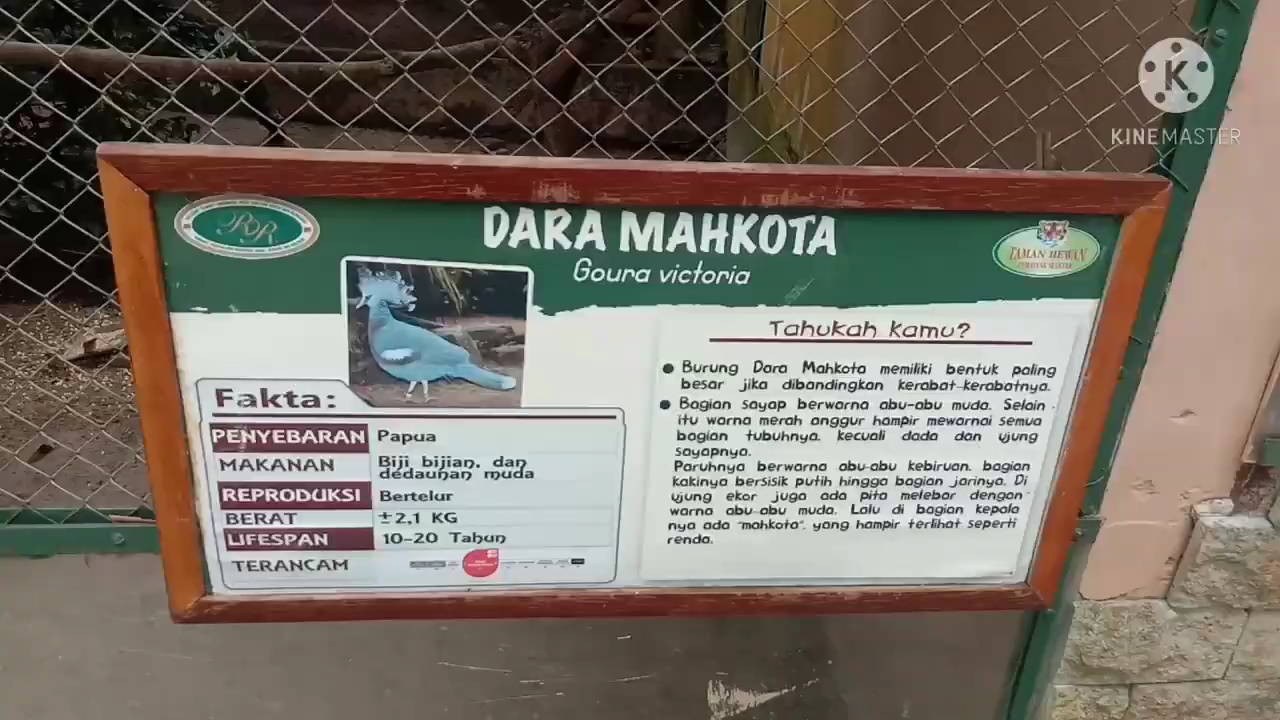 KINEMASTER
RR
DARA MAHKOTA
Goura victoria
TAMAN HEWAN
Fakta:
PENYEBARAN Papua
MAKANAN Biji bijian, dan
dedaunan muda
REPRODUKSI Bertelur
BERAT ±2,1 KG
LIFESPAN 10-20 Tahun
TERANCAM
Tahukah kamu?
Burung Dara Mahkota memiliki bentuk paling
besar jika dibandingkan kerabat-kerabatnya.
Bagian sayap berwarna abu-abu muda. Selain
itu warna merah anggur hampir mewarnai semua
bagian tubuhnya, kecuali dada dan ujung
sayapnya.
Paruhnya berwarna abu-abu kebiruan, bagian
kakinya bersisik putih hingga bagian jarinya. Di
ujung ekor juga ada pita melebar dengan
warna abu-abu muda. Lalu di bagian kepala
nya ada "mahkota", yang hampir terlihat seperti
renda.